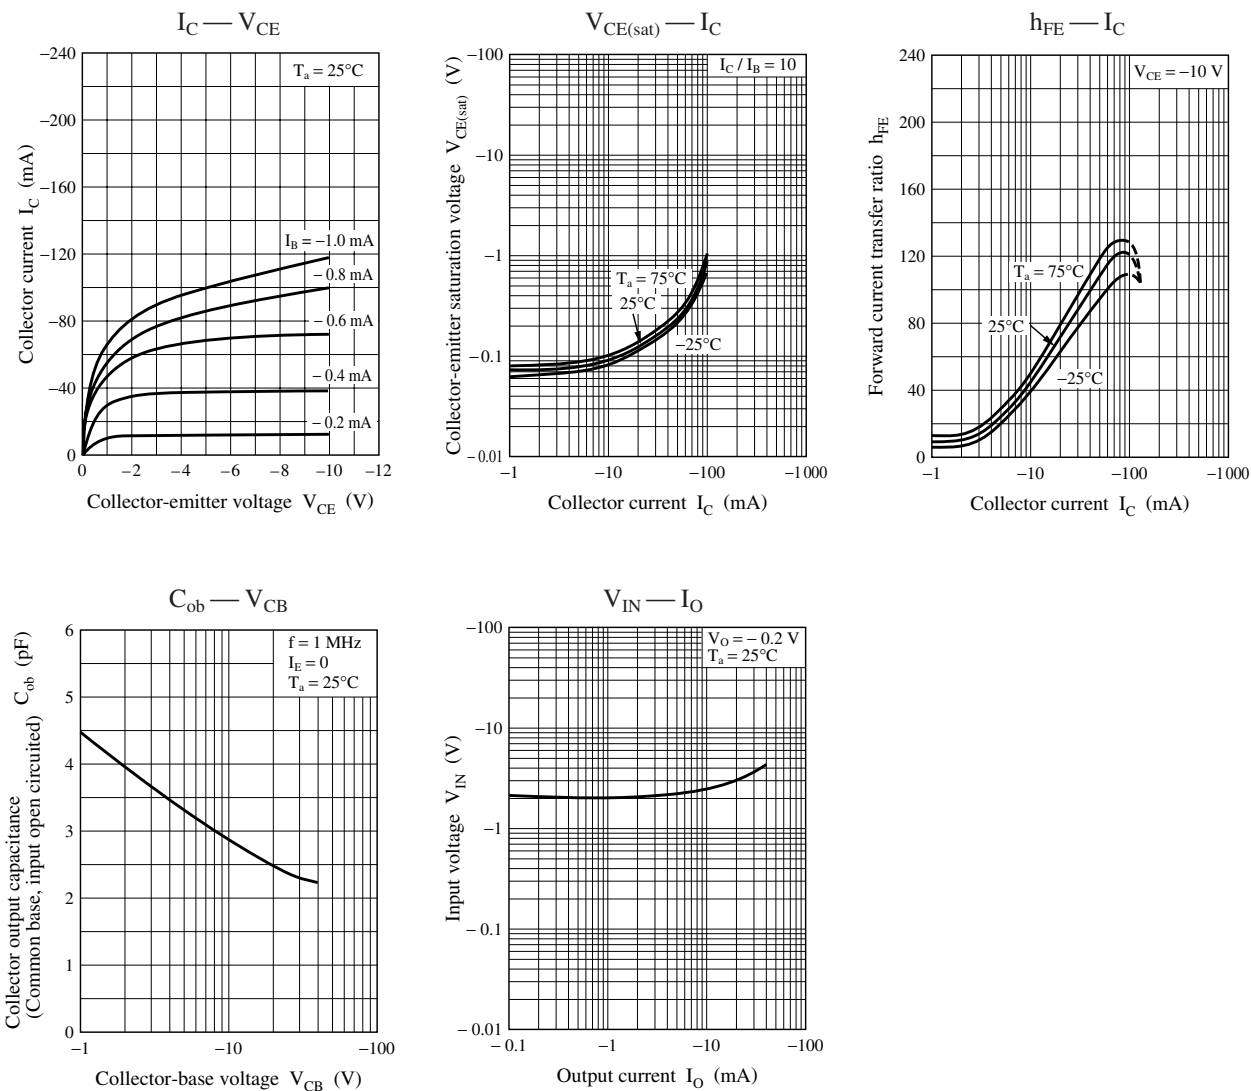 I_C — V_CE
−240
−200
−160
−120
−80
−40
0
T_a = 25°C
I_B = −1.0 mA
− 0.8 mA
− 0.6 mA
− 0.4 mA
− 0.2 mA
0 −2 −4 −6 −8 −10 −12
Collector current I_C (mA)
Collector-emitter voltage V_CE (V)
V_CE(sat) — I_C
−100
−10
−1
− 0.1
− 0.01
I_C / I_B = 10
T_a = 75°C
25°C
−25°C
−1 −10 −100 −1 000
Collector-emitter saturation voltage V_CE(sat) (V)
Collector current I_C (mA)
h_FE — I_C
240
200
160
120
80
40
0
V_CE = −10 V
T_a = 75°C
25°C
−25°C
−1 −10 −100 −1 000
Forward current transfer ratio h_FE
Collector current I_C (mA)
C_ob — V_CB
6
5
4
3
2
1
0
f = 1 MHz
I_E = 0
T_a = 25°C
−1 −10 −100
Collector output capacitance
(Common base, input open circuited) C_ob (pF)
Collector-base voltage V_CB (V)
V_IN — I_O
−100
−10
−1
− 0.1
− 0.01
V_O = − 0.2 V
T_a = 25°C
− 0.1 −1 −10 −100
Input voltage V_IN (V)
Output current I_O (mA)